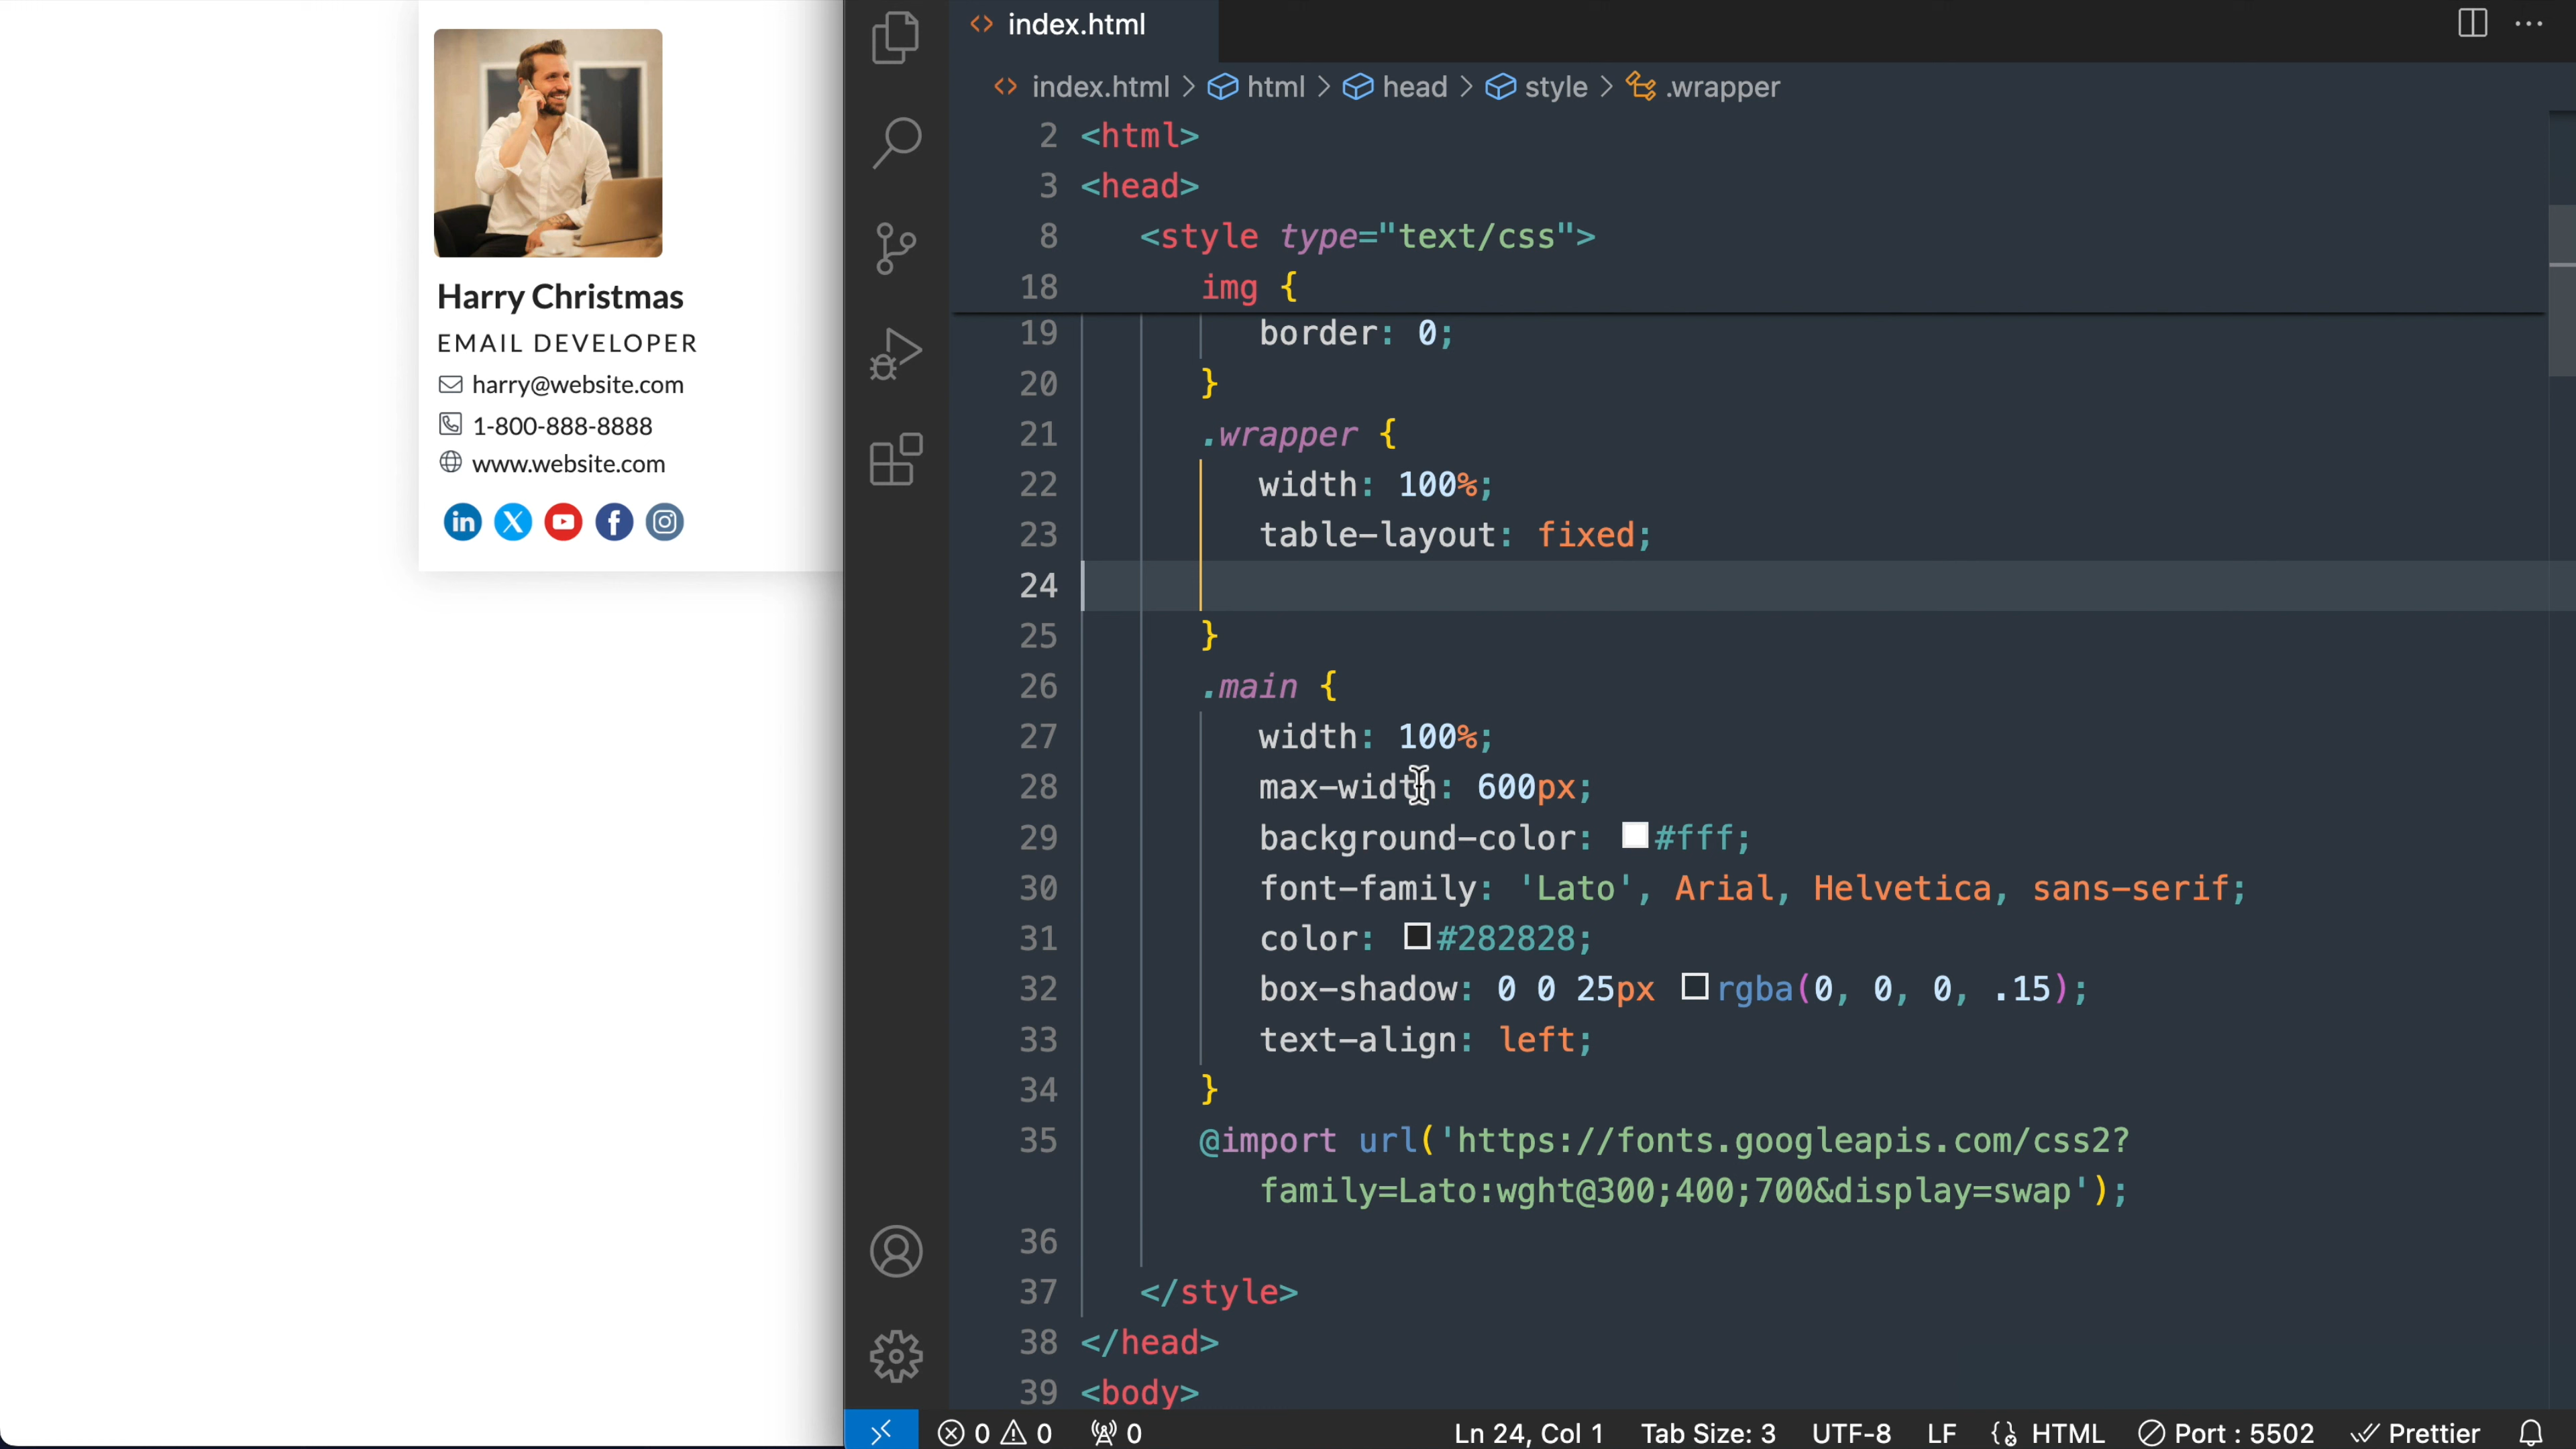 Harry Christmas
EMAIL DEVELOPER
harry@website.com
1-800-888-8888
www.website.com
in X f
<> index.html
<> index.html > html > head > style > .wrapper
2 <html>
3 <head>
8 <style type="text/css">
18 img {
19 border: 0;
20 }
21 .wrapper {
22 width: 100%;
23 table-layout: fixed;
24
25 }
26 .main {
27 width: 100%;
28 max-width: 600px;
29 background-color: #fff;
30 font-family: 'Lato', Arial, Helvetica, sans-serif;
31 color: #282828;
32 box-shadow: 0 0 25px rgba(0, 0, 0, .15);
33 text-align: left;
34 }
35 @import url('https://fonts.googleapis.com/css2?
family=Lato:wght@300;400;700&display=swap');
36
37 </style>
38 </head>
39 <body>
0 0 0 Ln 24, Col 1 Tab Size: 3 UTF-8 LF HTML Port : 5502 Prettier